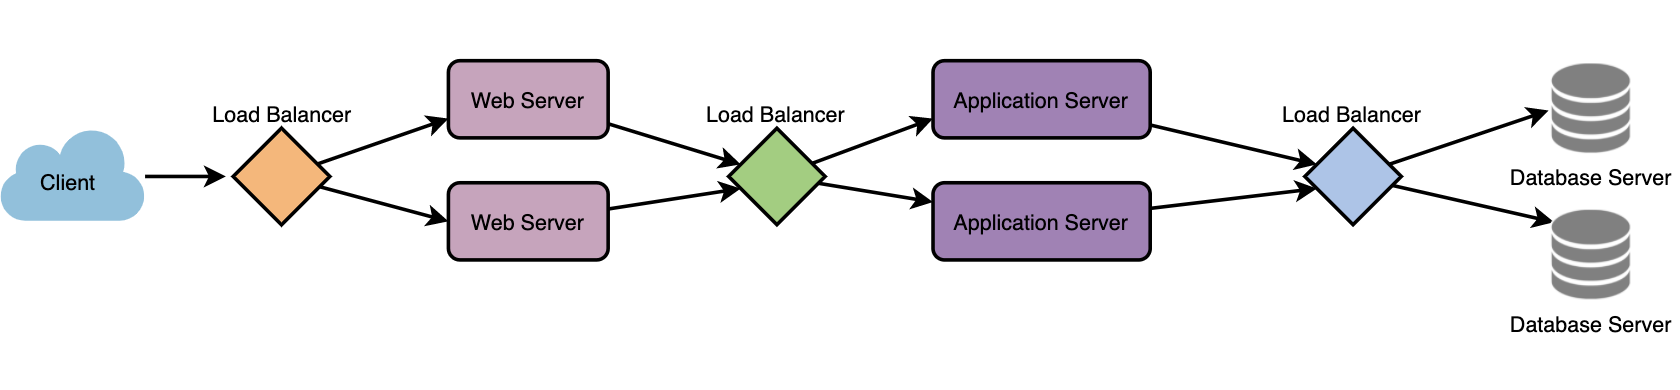 Client
Load Balancer
Web Server
Web Server
Load Balancer
Application Server
Application Server
Load Balancer
Database Server
Database Server